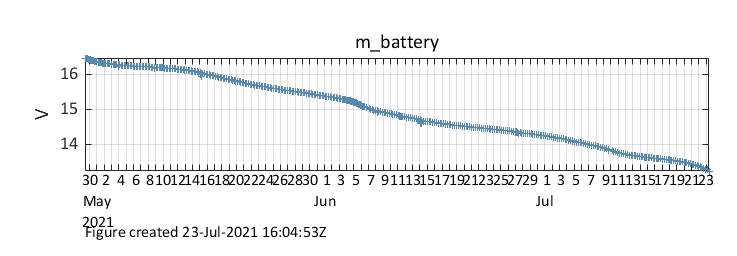 m_battery
16
15
14
V
30 2 4 6 8 10 12 14 16 18 20 22 24 26 28 30 1 3 5 7 9 11 13 15 17 19 21 23 25 27 29 1 3 5 7 9 11 13 15 17 19 21 23
May Jun Jul
2021
Figure created 23-Jul-2021 16:04:53Z